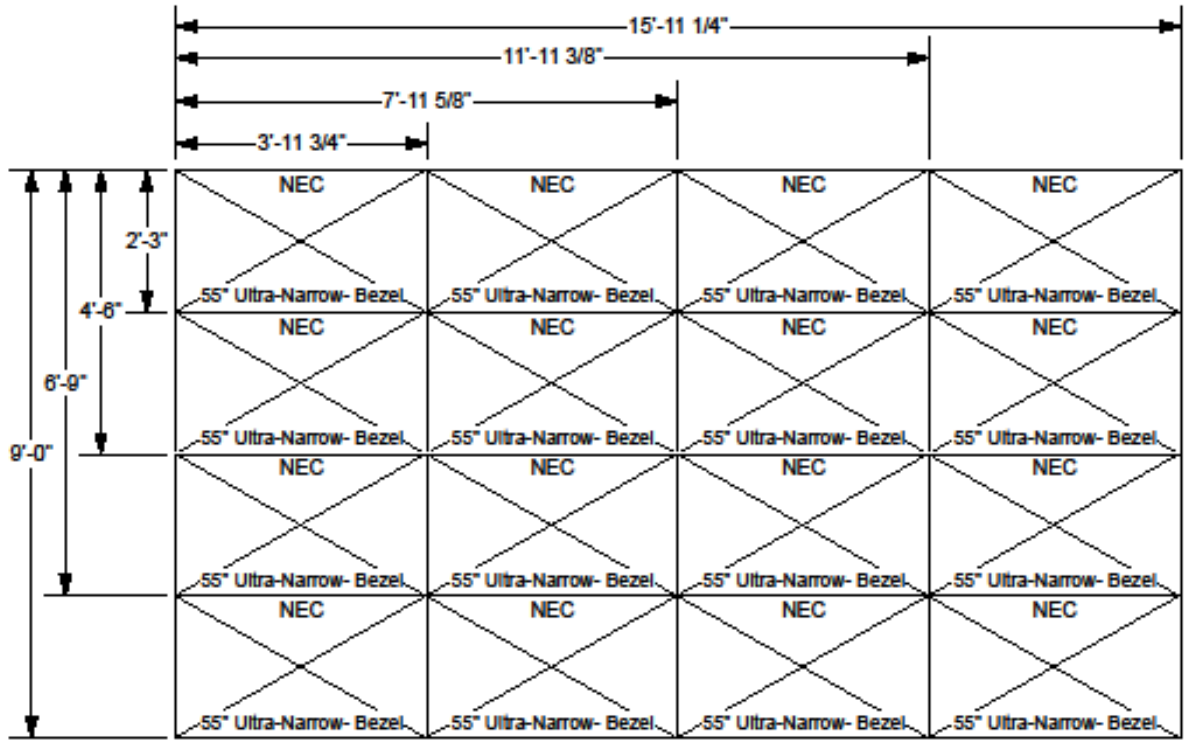 15'-11 1/4"
11'-11 3/8"
7'-11 5/8"
3'-11 3/4"
NEC NEC NEC NEC
2'-3"
55" Ultra-Narrow- Bezel 55" Ultra-Narrow- Bezel 55" Ultra-Narrow- Bezel 55" Ultra-Narrow- Bezel
4'-6"
NEC NEC NEC NEC
6'-9"
55" Ultra-Narrow- Bezel 55" Ultra-Narrow- Bezel 55" Ultra-Narrow- Bezel 55" Ultra-Narrow- Bezel
9'-0"
NEC NEC NEC NEC
55" Ultra-Narrow- Bezel 55" Ultra-Narrow- Bezel 55" Ultra-Narrow- Bezel 55" Ultra-Narrow- Bezel
NEC NEC NEC NEC
55" Ultra-Narrow- Bezel 55" Ultra-Narrow- Bezel 55" Ultra-Narrow- Bezel 55" Ultra-Narrow- Bezel